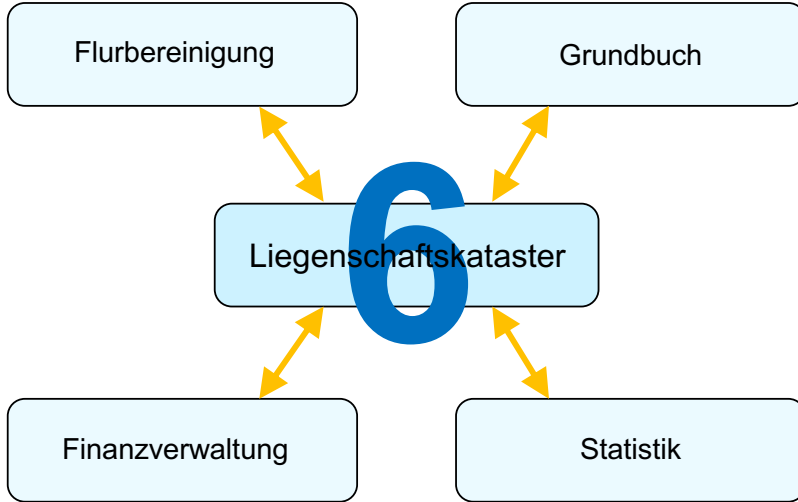 Flurbereinigung
Grundbuch
6
Liegenschaftskataster
Finanzverwaltung
Statistik